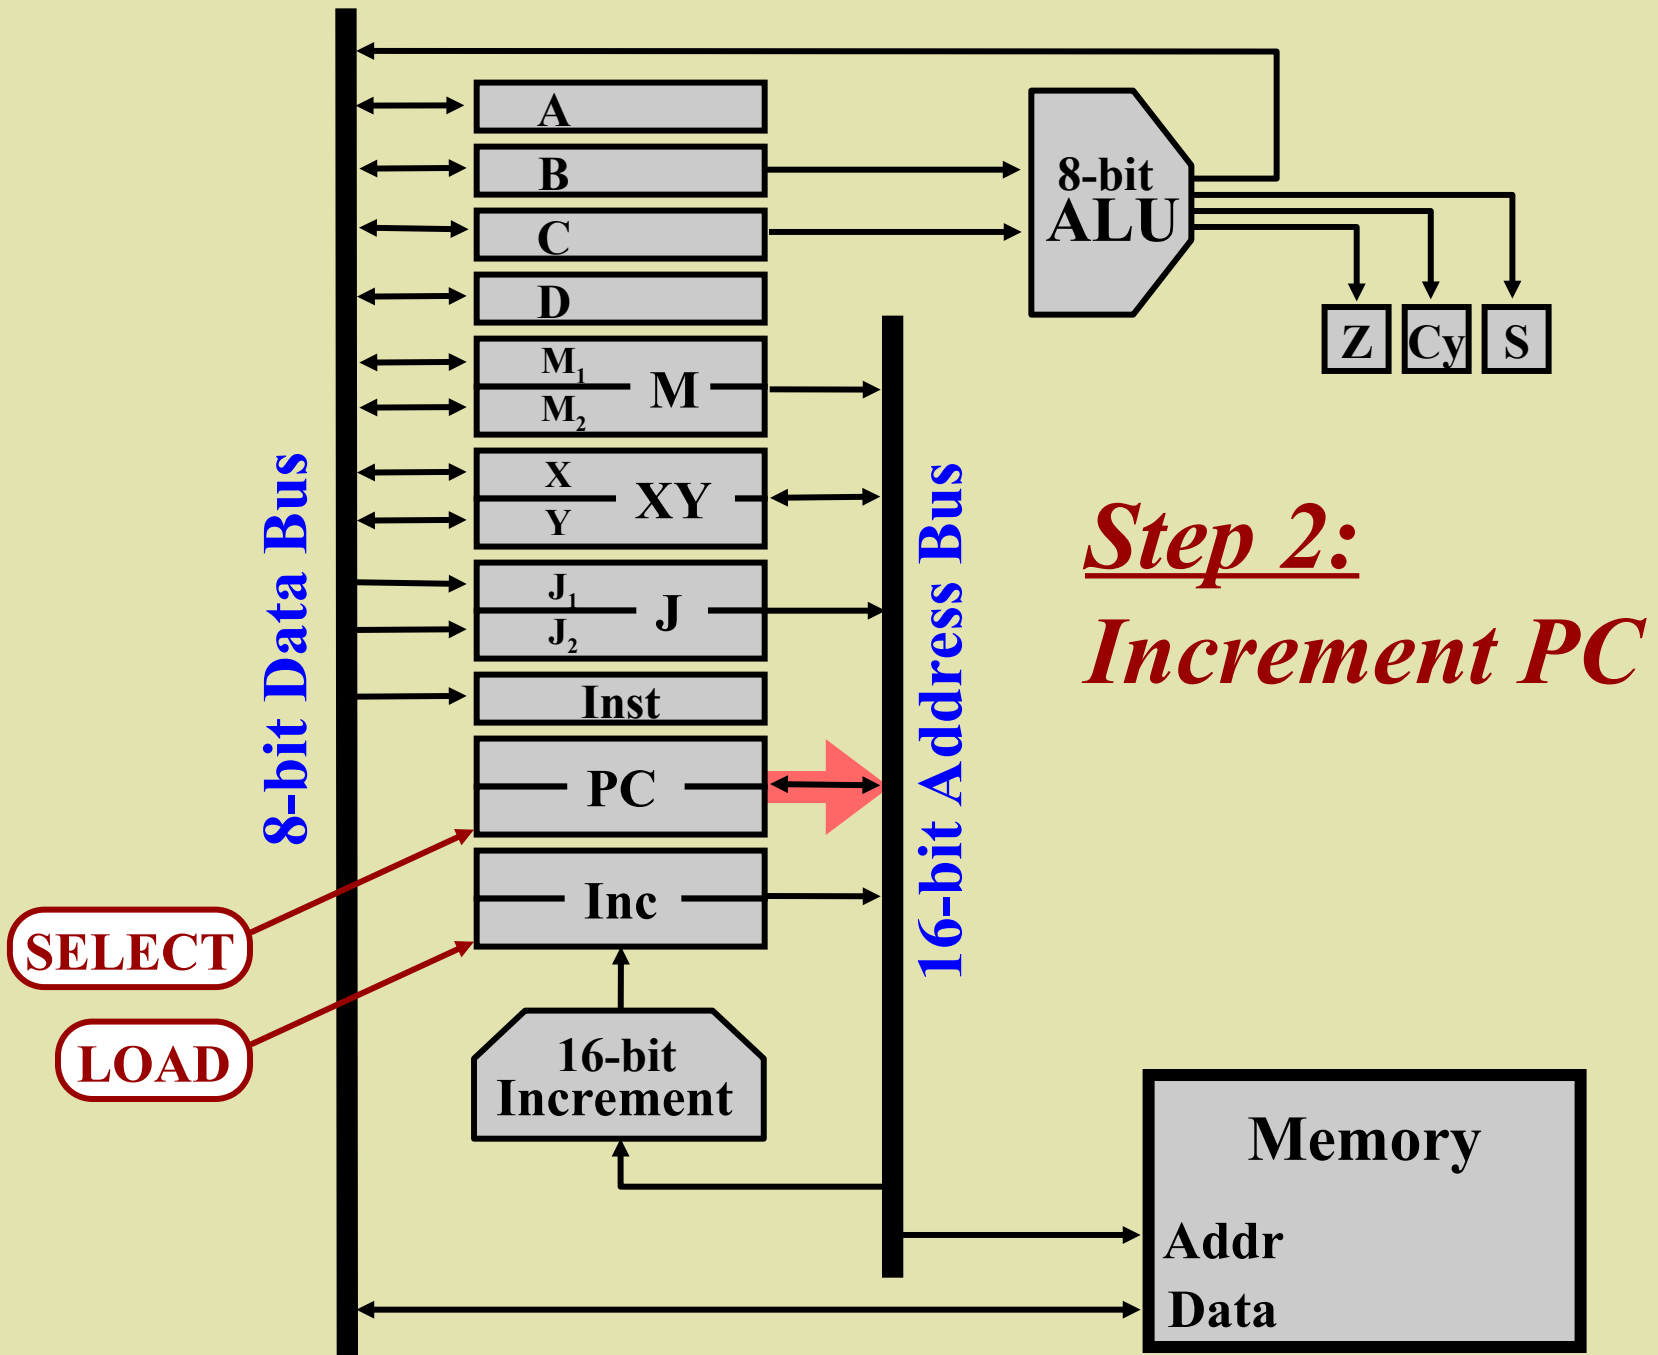 A
B
C
D
M1
M
M2
X
XY
Y
J1
J
J2
Inst
PC
Inc
16-bit
Increment
8-bit
ALU
Z
Cy
S
8-bit Data Bus
16-bit Address Bus
Step 2:
Increment PC
SELECT
LOAD
Memory
Addr
Data